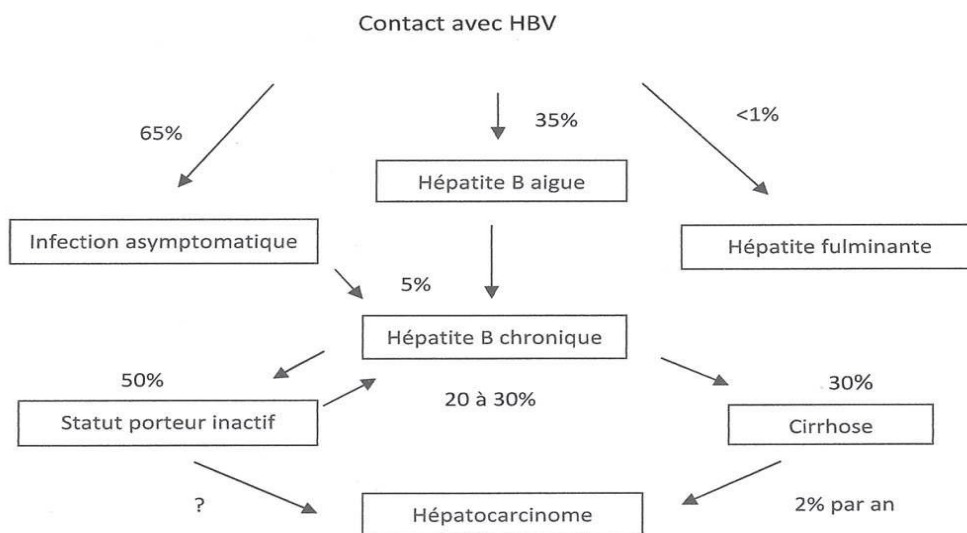 Contact avec HBV
65%
35%
<1%
Hépatite B aigue
Infection asymptomatique
Hépatite fulminante
5%
Hépatite B chronique
50%
20 à 30%
30%
Statut porteur inactif
Cirrhose
?
Hépatocarcinome
2% par an